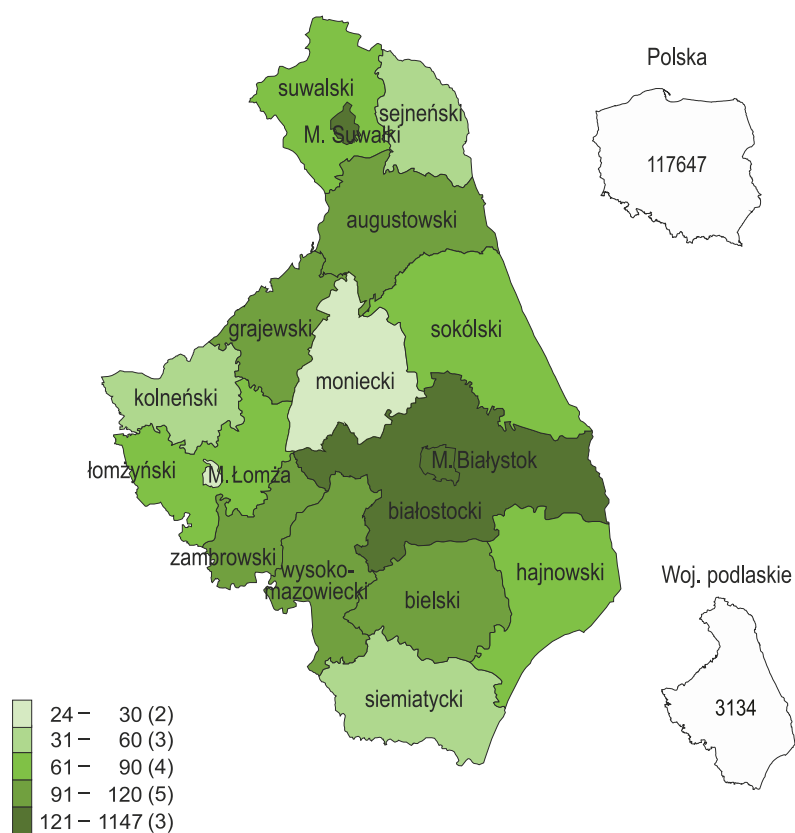 Polska
117647
suwalski
sejneński
M. Suwałki
augustowski
grajewski
sokólski
moniecki
kolneński
łomżyński
M. Łomża
M. Białystok
białostocki
zambrowski
wysoko-
mazowiecki
bielski
hajnowski
siemiatycki
Woj. podlaskie
3134
24 – 30 (2)
31 – 60 (3)
61 – 90 (4)
91 – 120 (5)
121 – 1147 (3)